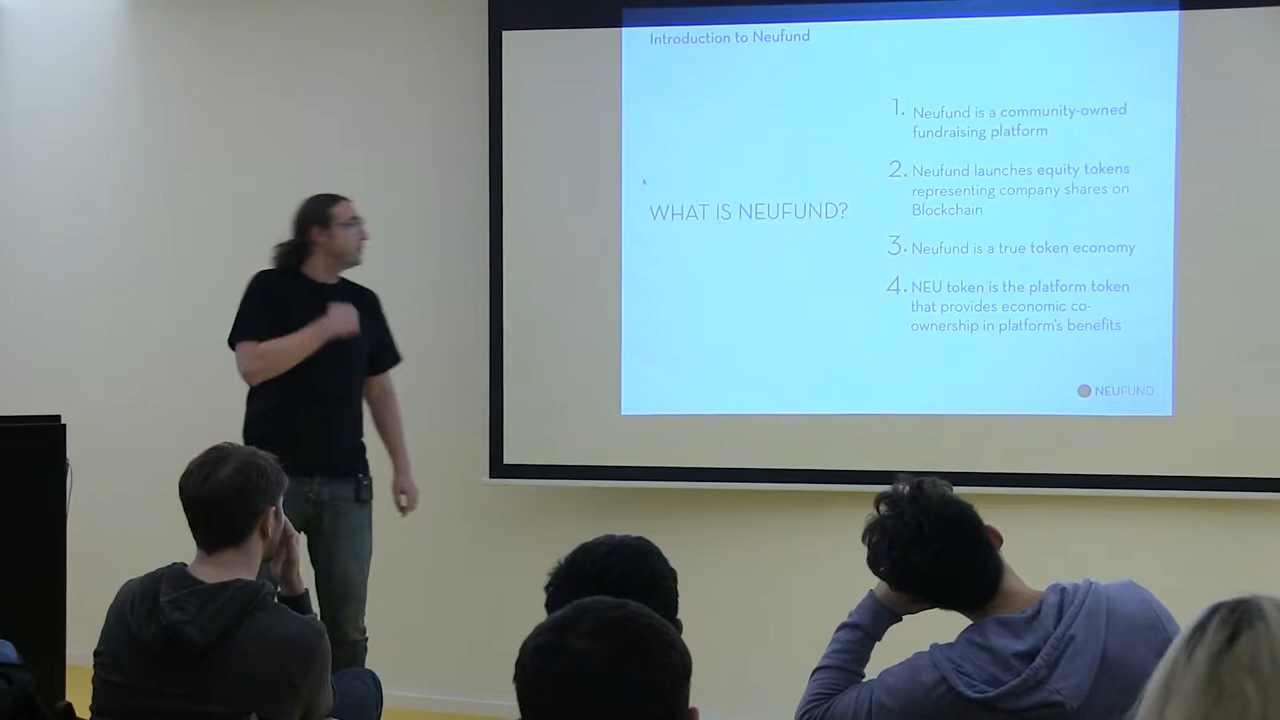 Introduction to Neufund
WHAT IS NEUFUND?
1. Neufund is a community-owned
fundraising platform
2. Neufund launches equity tokens
representing company shares on
Blockchain
3. Neufund is a true token economy
4. NEU token is the platform token
that provides economic co-
ownership in platform's benefits
NEUFUND